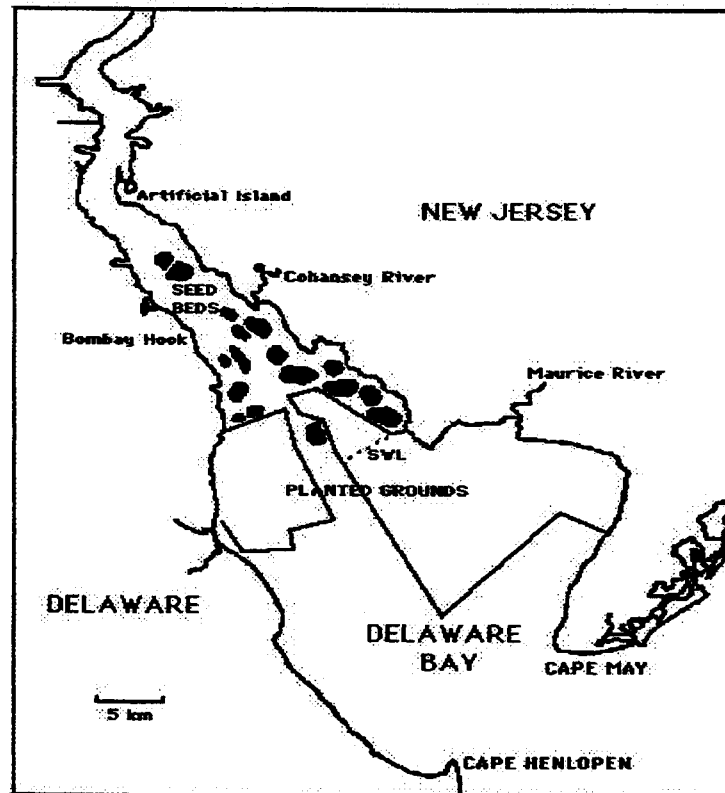 Artificial Island
NEW JERSEY
Cohansey River
SEED
BEDS
Bombay Hook
Maurice River
SWL
PLANTED GROUNDS
DELAWARE
DELAWARE
BAY
CAPE MAY
5 km
CAPE HENLOPEN